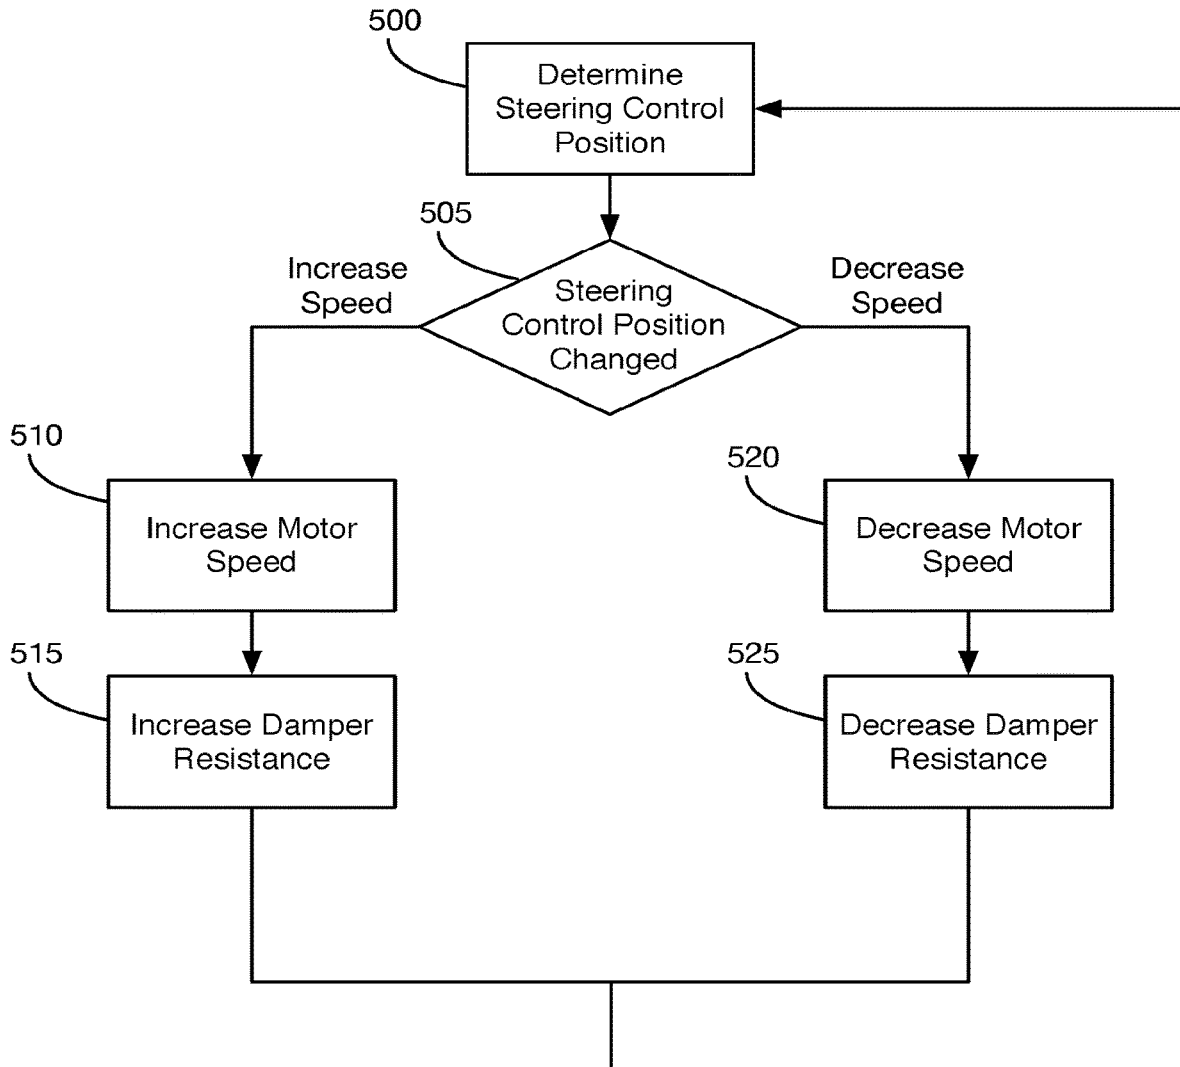 500
Determine
Steering Control
Position
505
Increase
Speed
Steering
Control Position
Changed
Decrease
Speed
510
Increase Motor
Speed
520
Decrease Motor
Speed
515
Increase Damper
Resistance
525
Decrease Damper
Resistance